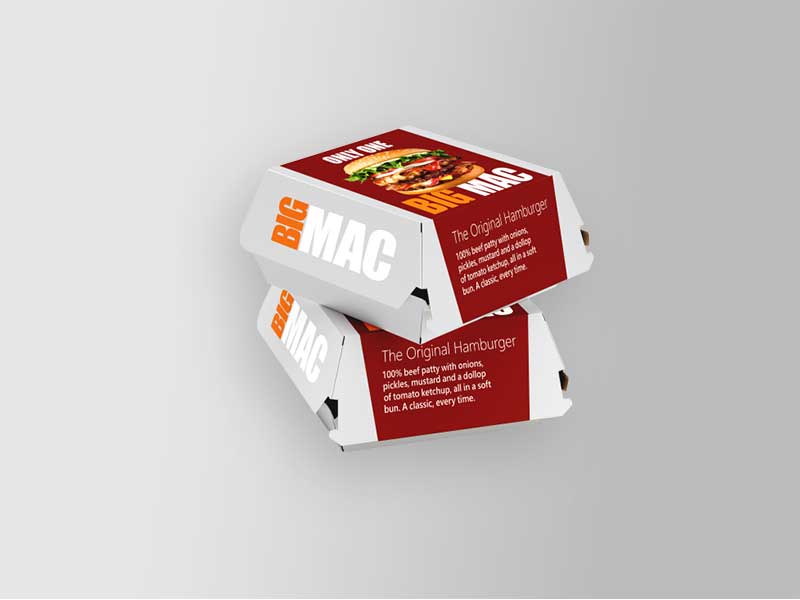 ONLY ONE
BIG MAC
BIG
MAC
The Original Hamburger
100% beef patty with onions,
pickles, mustard and a dollop
of tomato ketchup, all in a soft
bun. A classic, every time.
BIG
MAC
The Original Hamburger
100% beef patty with onions,
pickles, mustard and a dollop
of tomato ketchup, all in a soft
bun. A classic, every time.